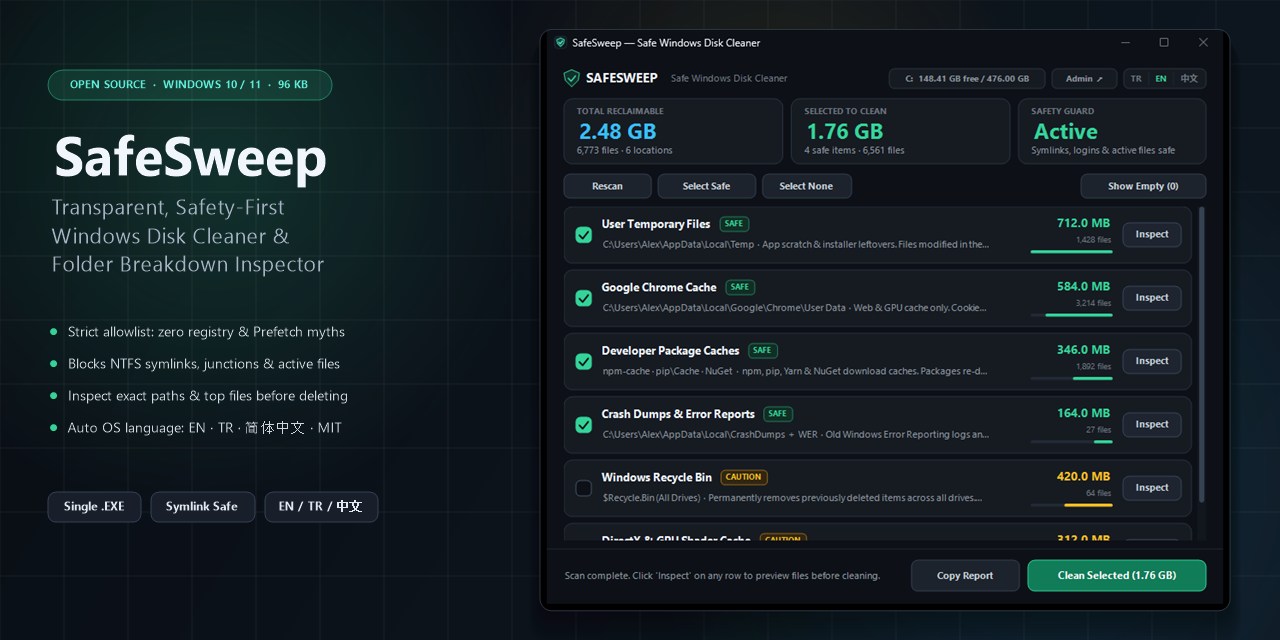 OPEN SOURCE · WINDOWS 10 / 11 · 96 KB
SafeSweep
Transparent, Safety-First
Windows Disk Cleaner &
Folder Breakdown Inspector
Strict allowlist: zero registry & Prefetch myths
Blocks NTFS symlinks, junctions & active files
Inspect exact paths & top files before deleting
Auto OS language: EN · TR · 简体中文 · MIT
Single .EXE
Symlink Safe
EN / TR / 中文
SafeSweep — Safe Windows Disk Cleaner
SAFESWEEP Safe Windows Disk Cleaner
C: 148.41 GB free / 476.00 GB
Admin ↗
TR EN 中文
TOTAL RECLAIMABLE
2.48 GB
6,773 files · 6 locations
SELECTED TO CLEAN
1.76 GB
4 safe items · 6,561 files
SAFETY GUARD
Active
Symlinks, logins & active files safe
Rescan
Select Safe
Select None
Show Empty (0)
User Temporary Files SAFE
C:\Users\Alex\AppData\Local\Temp · App scratch & installer leftovers. Files modified in the...
712.0 MB
1,428 files
Inspect
Google Chrome Cache SAFE
C:\Users\Alex\AppData\Local\Google\Chrome\User Data · Web & GPU cache only. Cookie...
584.0 MB
3,214 files
Inspect
Developer Package Caches SAFE
npm-cache · pip\Cache · NuGet · npm, pip, Yarn & NuGet download caches. Packages re-d...
346.0 MB
1,892 files
Inspect
Crash Dumps & Error Reports SAFE
C:\Users\Alex\AppData\Local\CrashDumps + WER · Old Windows Error Reporting logs an...
164.0 MB
27 files
Inspect
Windows Recycle Bin CAUTION
$Recycle.Bin (All Drives) · Permanently removes previously deleted items across all drives....
420.0 MB
64 files
Inspect
DirectX & GPU Shader Cache CAUTION
312.0 MB
Scan complete. Click 'Inspect' on any row to preview files before cleaning.
Copy Report
Clean Selected (1.76 GB)